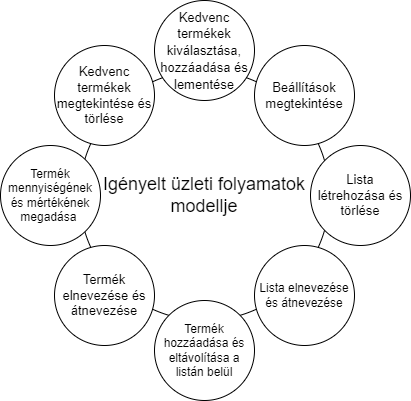 Kedvenc
termékek
kiválasztása,
hozzáadása és
lementése
Beállítások
megtekintése
Lista
létrehozása és
törlése
Lista elnevezése
és átnevezése
Termék
hozzáadása és
eltávolítása a
listán belül
Termék
elnevezése és
átnevezése
Termék
mennyiségének
és mértékének
megadása
Kedvenc
termékek
megtekintése és
törlése
Igényelt üzleti folyamatok
modellje